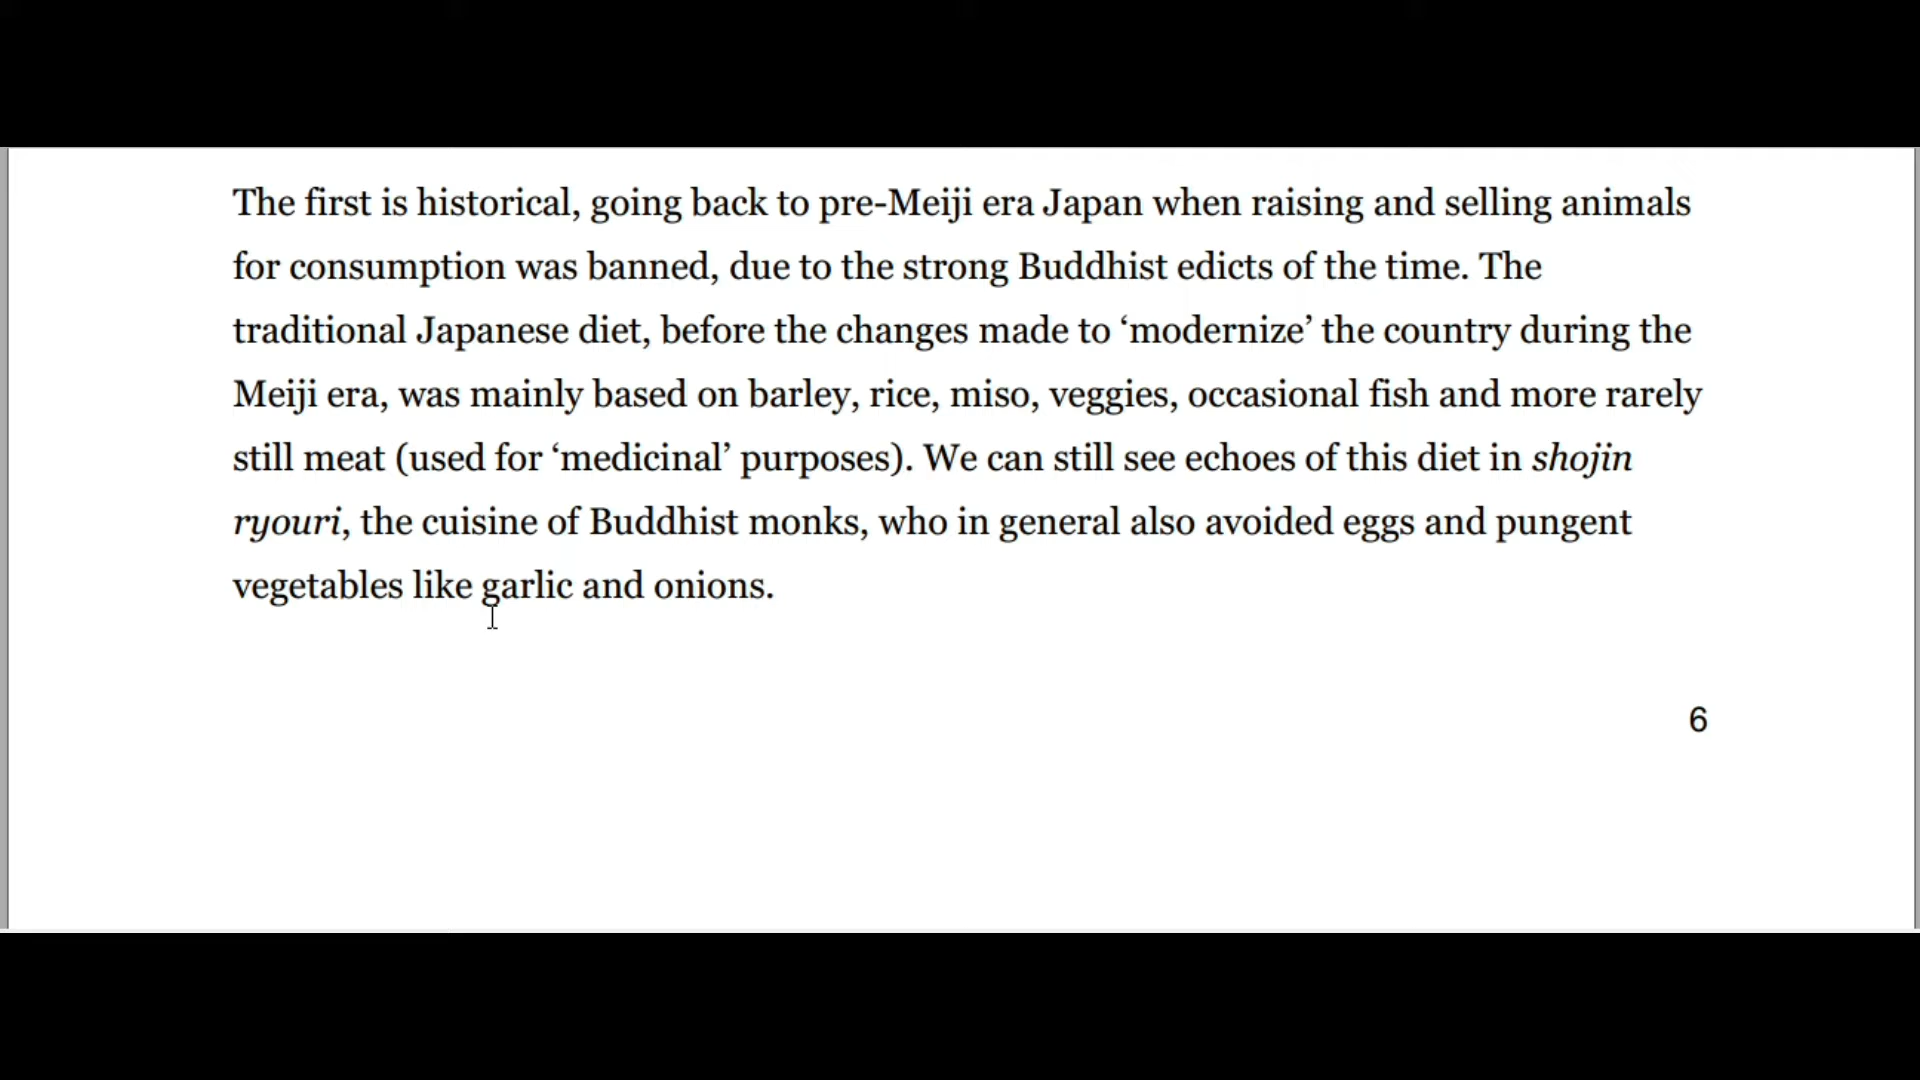 The first is historical, going back to pre-Meiji era Japan when raising and selling animals
for consumption was banned, due to the strong Buddhist edicts of the time. The
traditional Japanese diet, before the changes made to ‘modernize’ the country during the
Meiji era, was mainly based on barley, rice, miso, veggies, occasional fish and more rarely
still meat (used for ‘medicinal’ purposes). We can still see echoes of this diet in shojin
ryouri, the cuisine of Buddhist monks, who in general also avoided eggs and pungent
vegetables like garlic and onions.
6